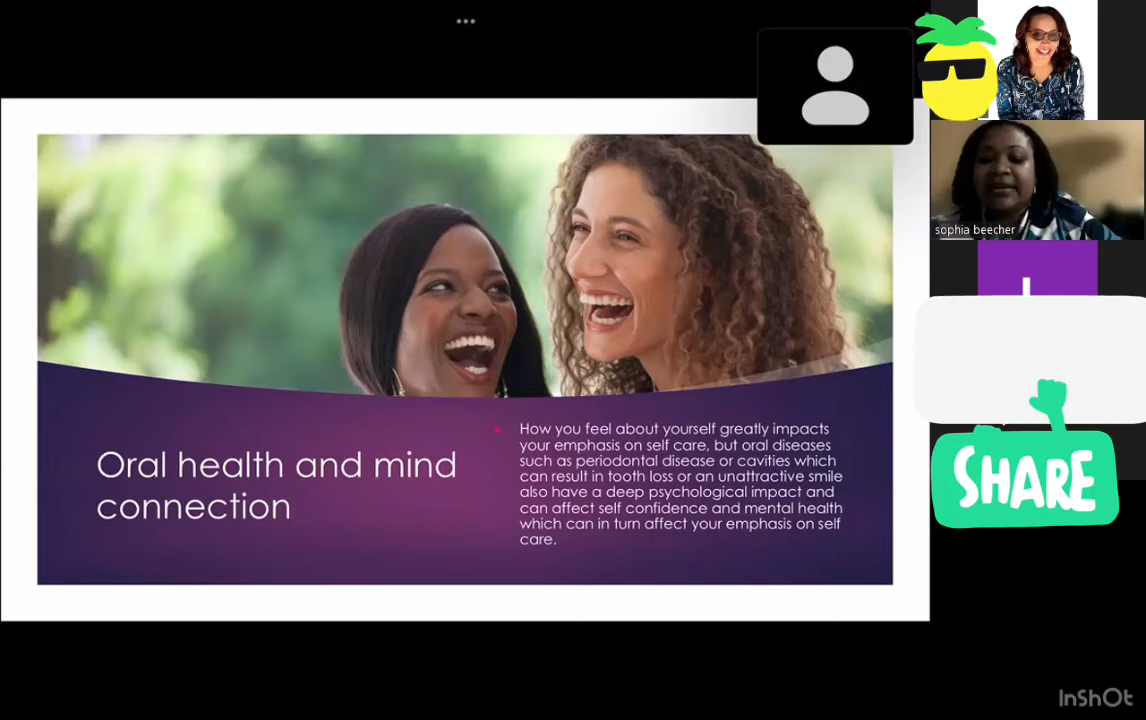 sophia beecher
Oral health and mind
connection
How you feel about yourself greatly impacts
your emphasis on self care, but oral diseases
such as periodontal disease or cavities which
can result in tooth loss or an unattractive smile
also have a deep psychological impact and
can affect self confidence and mental health
which can in turn affect your emphasis on self
care.
SHARE
InShOt